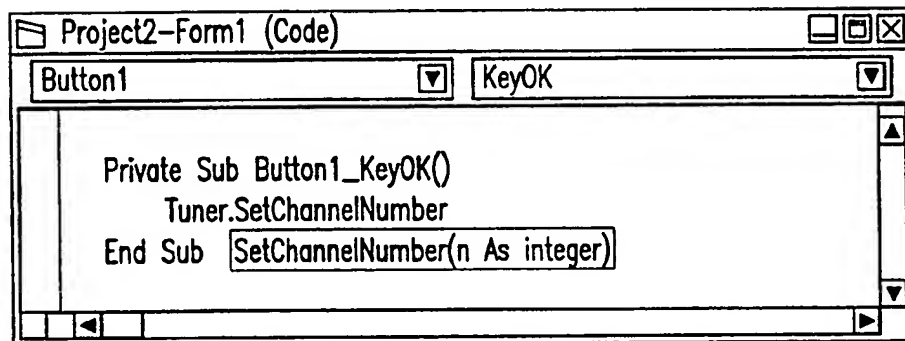 Project2-Form1 (Code)
Button1 KeyOK
Private Sub Button1_KeyOK()
Tuner.SetChannelNumber
End Sub SetChannelNumber(n As integer)